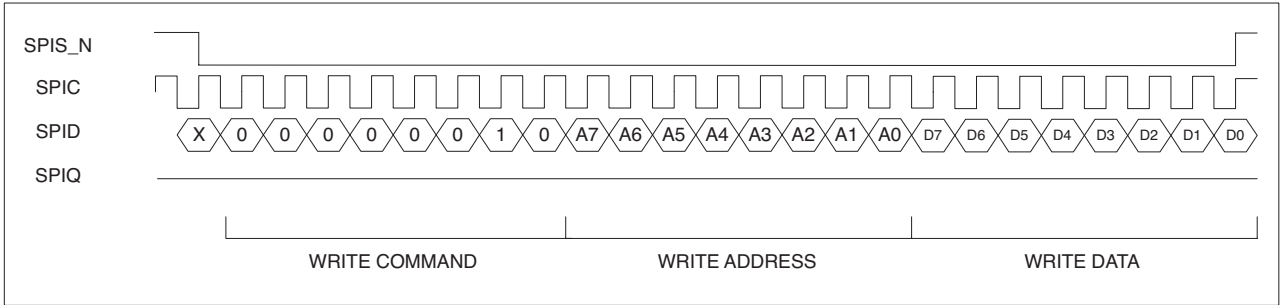 SPIS_N
SPIC
SPID X 0 0 0 0 0 0 1 0 A7 A6 A5 A4 A3 A2 A1 A0 D7 D6 D5 D4 D3 D2 D1 D0
SPIQ
WRITE COMMAND WRITE ADDRESS WRITE DATA